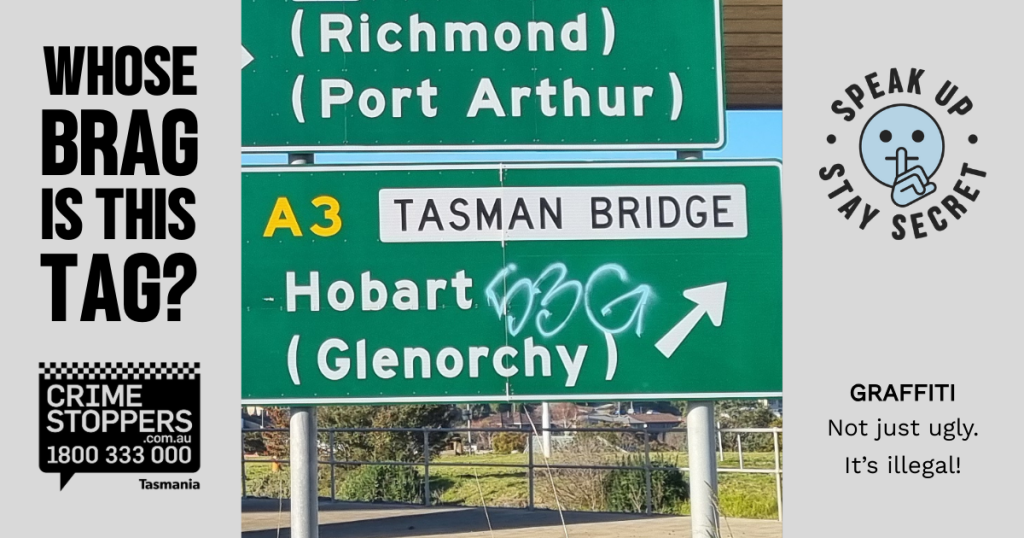 WHOSE
BRAG
IS THIS
TAG?
CRIME
STOPPERS
.com.au
1800 333 000
Tasmania
(Richmond)
(Port Arthur)
A3 TASMAN BRIDGE
Hobart
(Glenorchy)
SPEAK UP
STAY SECRET
GRAFFITI
Not just ugly.
It's illegal!